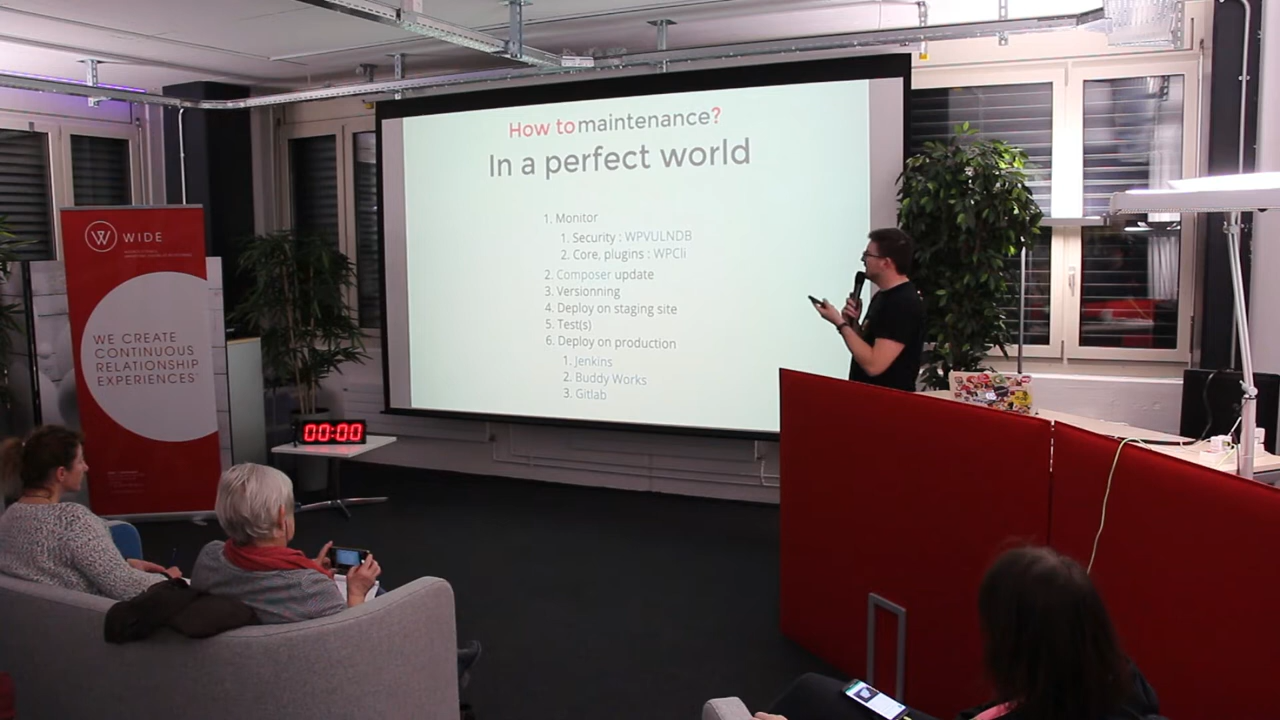 How to maintenance?
In a perfect world
1. Monitor
1. Security : WPVULNDB
2. Core, plugins : WPCli
2. Composer update
3. Versionning
4. Deploy on staging site
5. Test(s)
6. Deploy on production
1. Jenkins
2. Buddy Works
3. Gitlab
W WIDE
WE CREATE
CONTINUOUS
RELATIONSHIP
EXPERIENCES
00:00